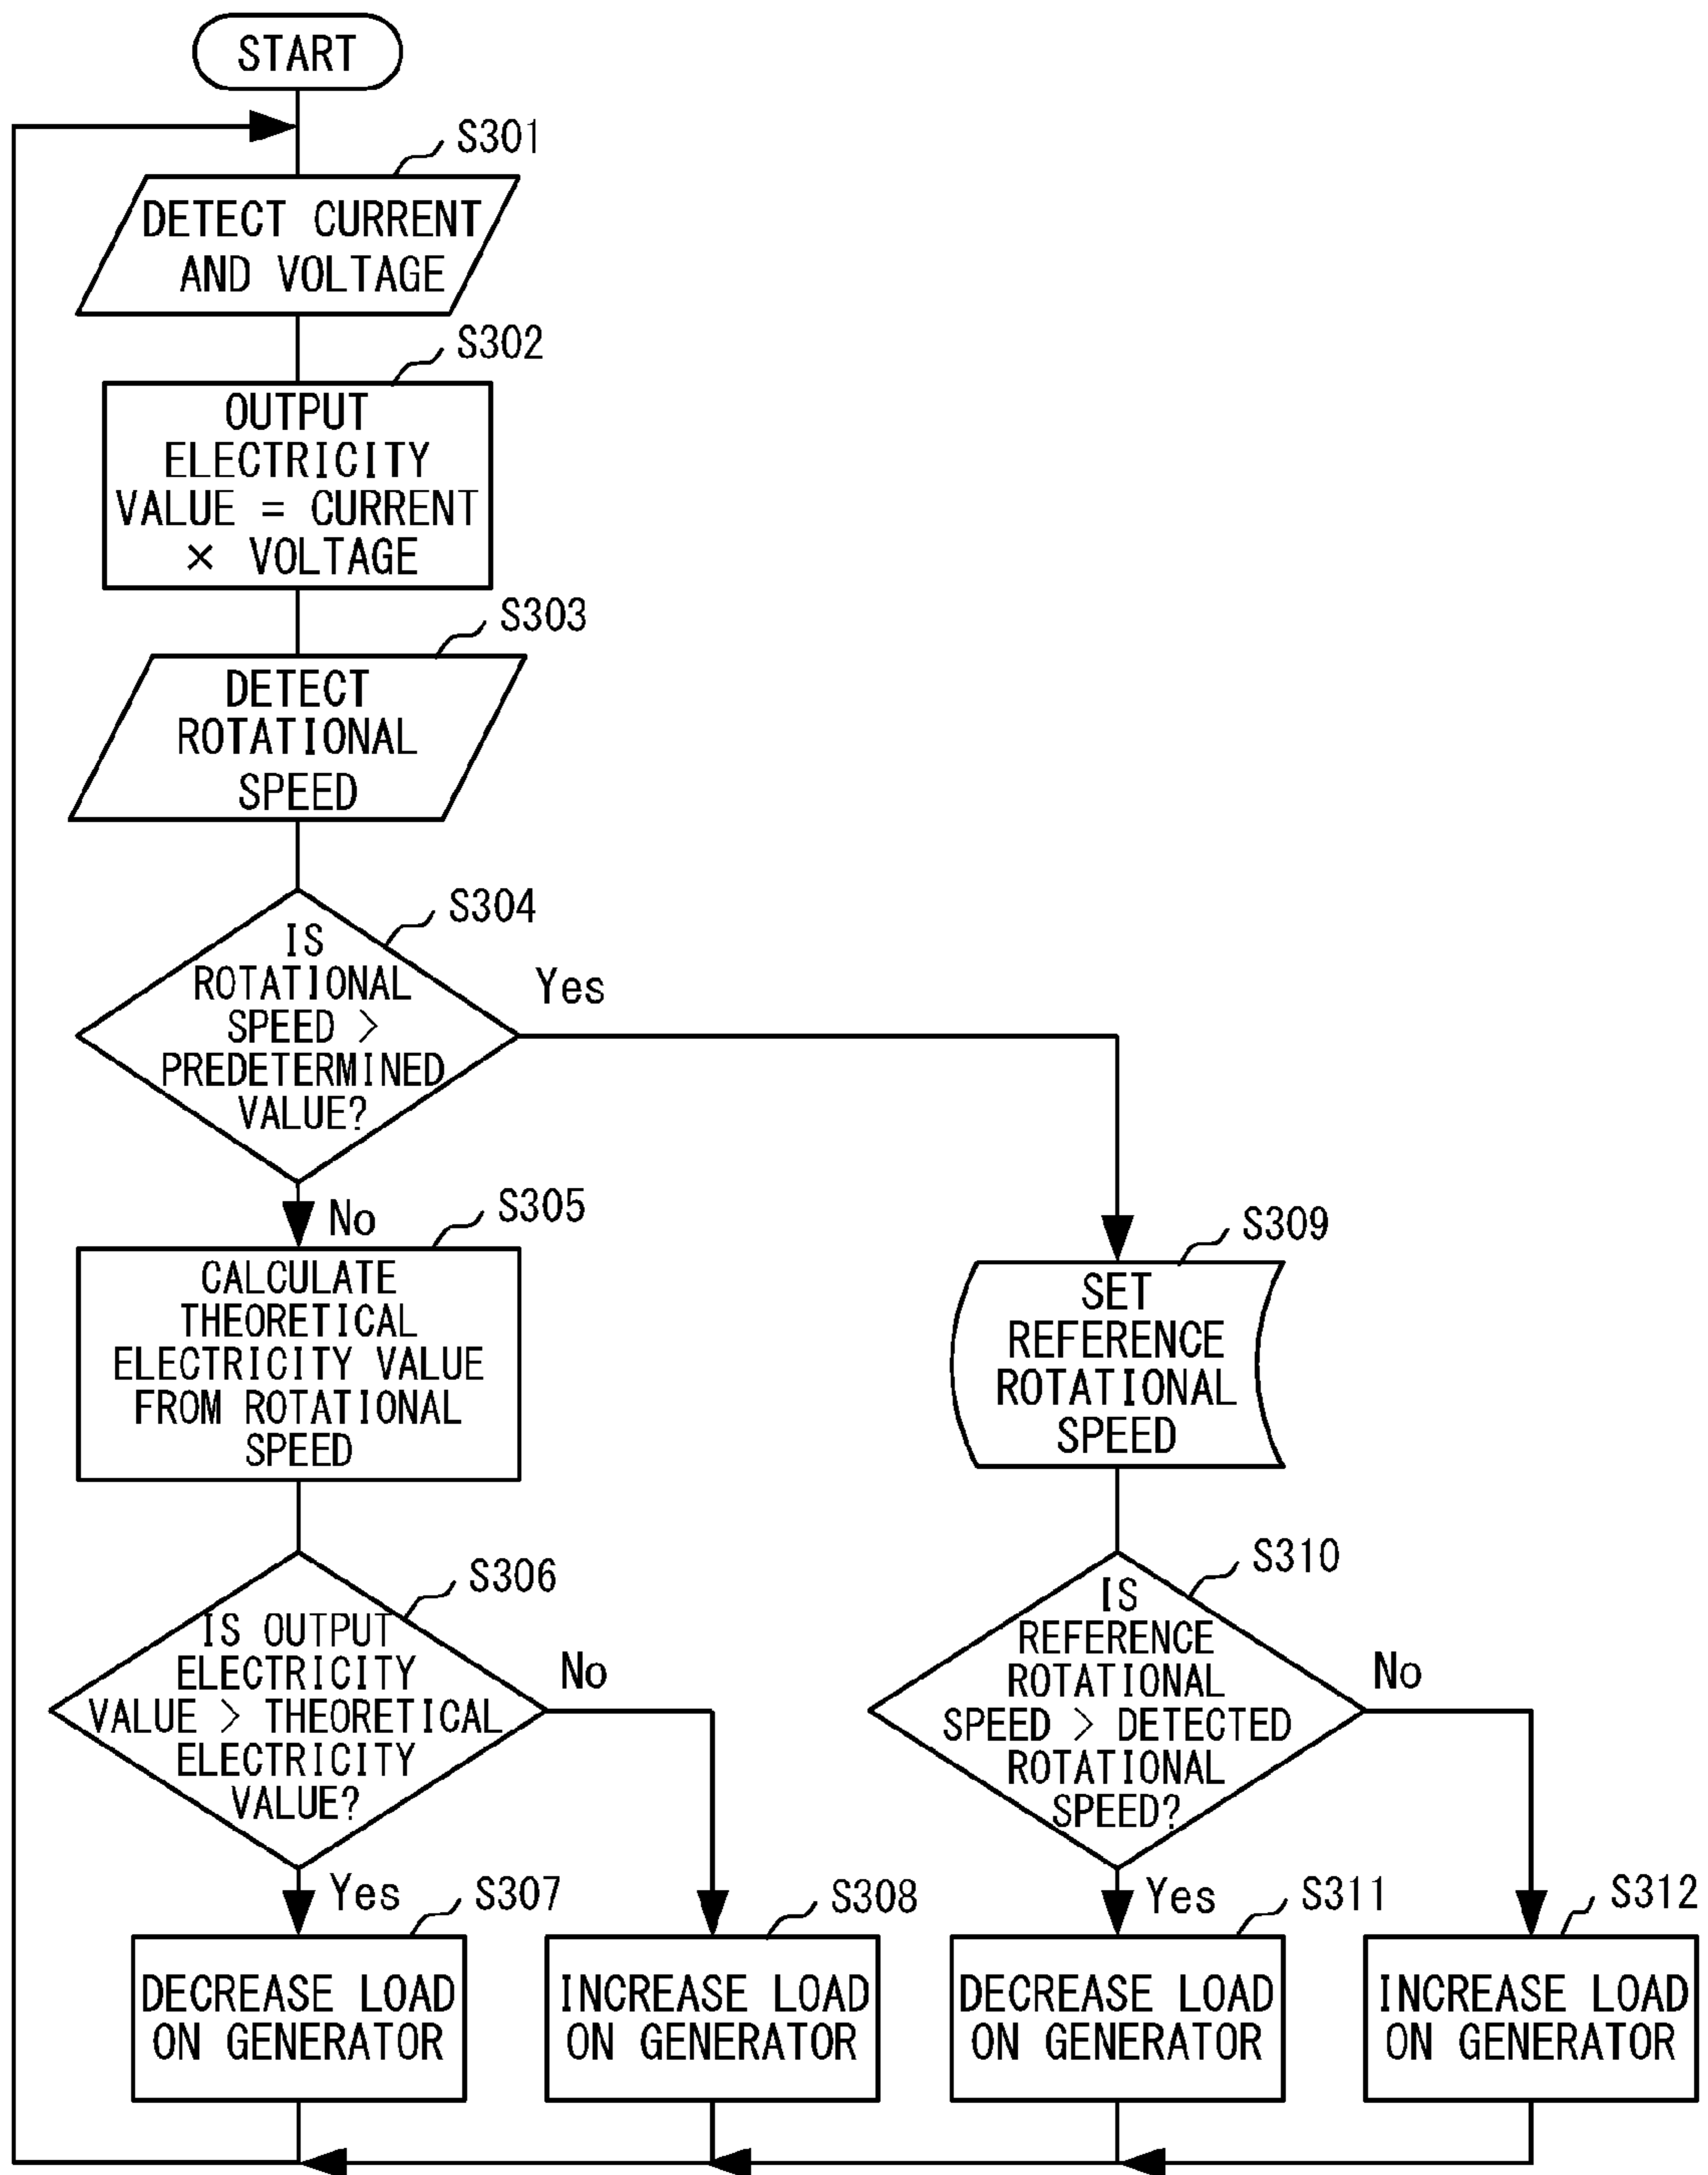 START
S301
DETECT CURRENT
AND VOLTAGE
S302
OUTPUT
ELECTRICITY
VALUE = CURRENT
× VOLTAGE
S303
DETECT
ROTATIONAL
SPEED
S304
IS
ROTATIONAL
SPEED >
PREDETERMINED
VALUE?
Yes
No
S305
CALCULATE
THEORETICAL
ELECTRICITY VALUE
FROM ROTATIONAL
SPEED
S309
SET
REFERENCE
ROTATIONAL
SPEED
S306
IS OUTPUT
ELECTRICITY
VALUE > THEORETICAL
ELECTRICITY
VALUE?
No
Yes
S310
IS
REFERENCE
ROTATIONAL
SPEED > DETECTED
ROTATIONAL
SPEED?
No
Yes
S307
DECREASE LOAD
ON GENERATOR
S308
INCREASE LOAD
ON GENERATOR
S311
DECREASE LOAD
ON GENERATOR
S312
INCREASE LOAD
ON GENERATOR